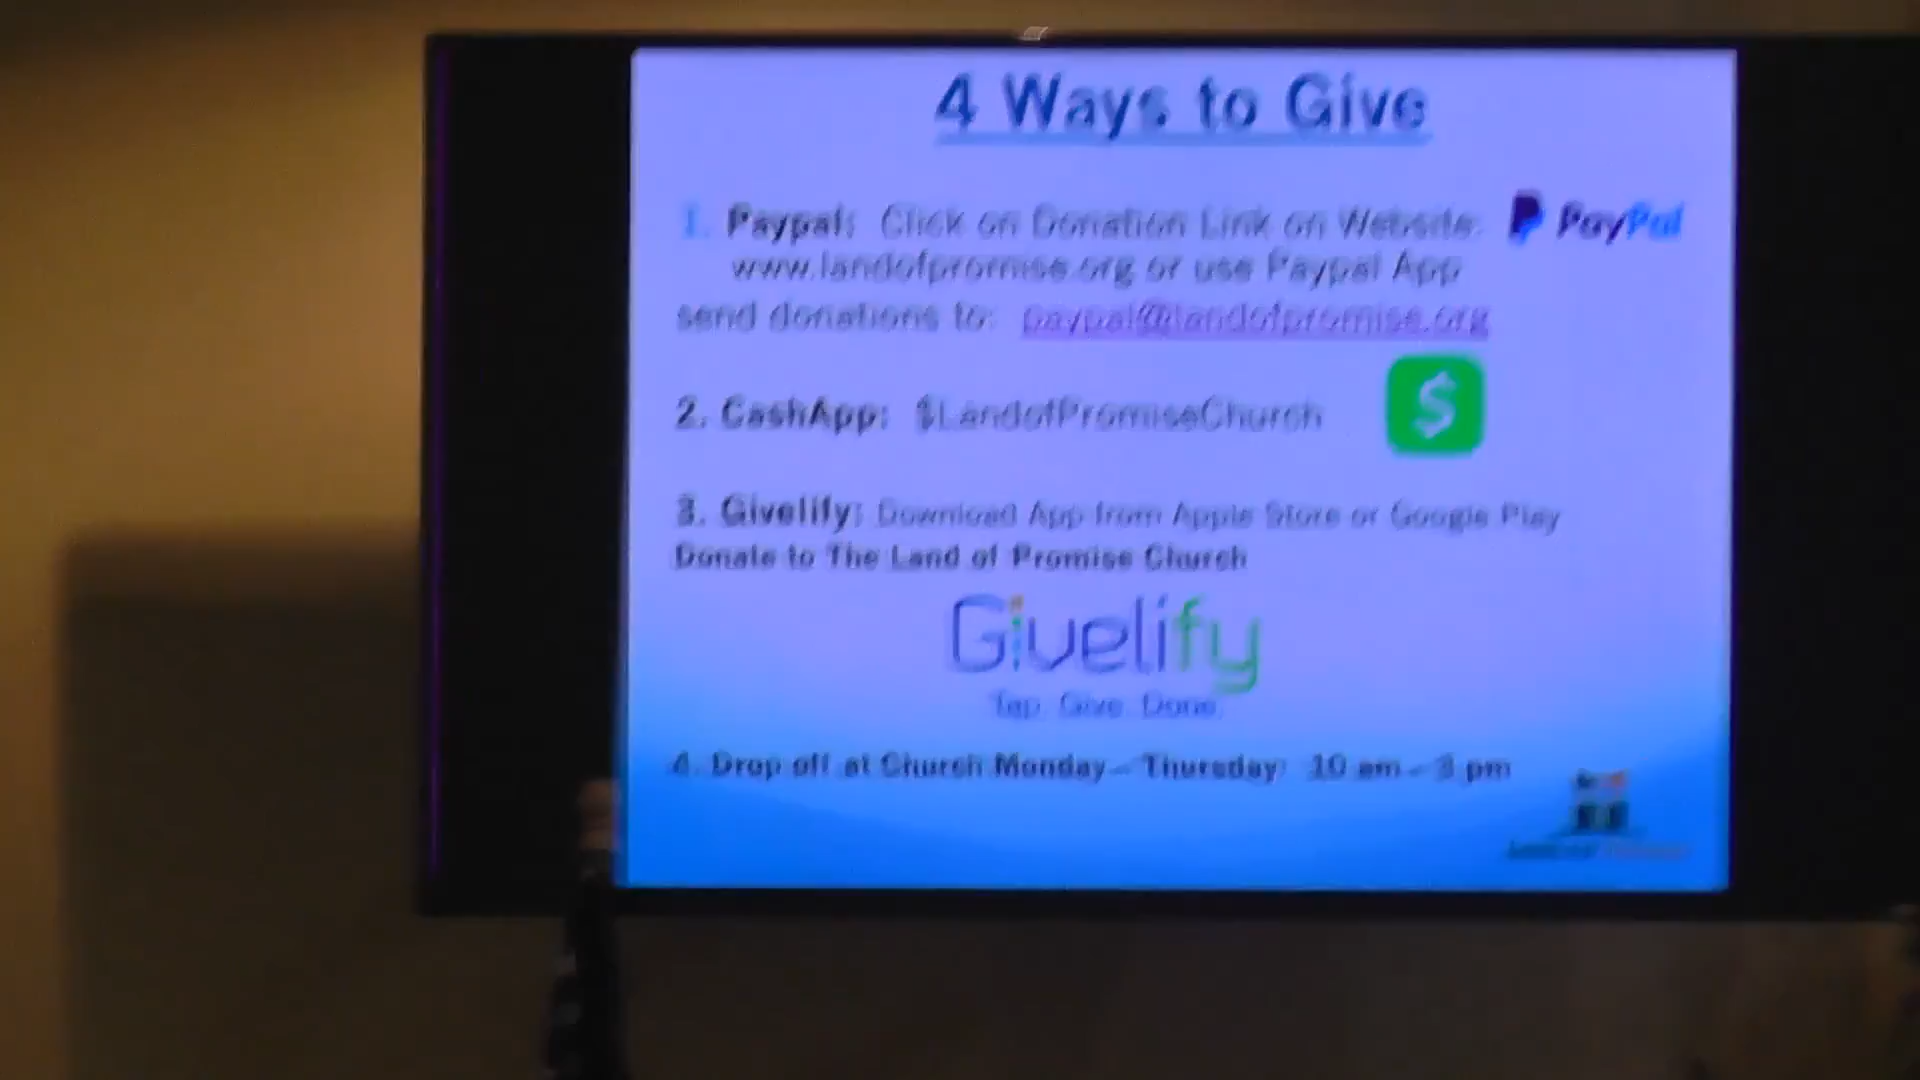 4 Ways to Give
1. Paypal: Click on Donation Link on Website: PayPal
www.landofpromise.org or use Paypal App
send donations to: paypal@landofpromise.org
2. CashApp: $LandofPromiseChurch $
3. Givelify: Download App from Apple Store or Google Play
Donate to The Land of Promise Church
Givelify
Tap. Give. Done.
4. Drop off at Church Monday – Thursday: 10 am – 3 pm